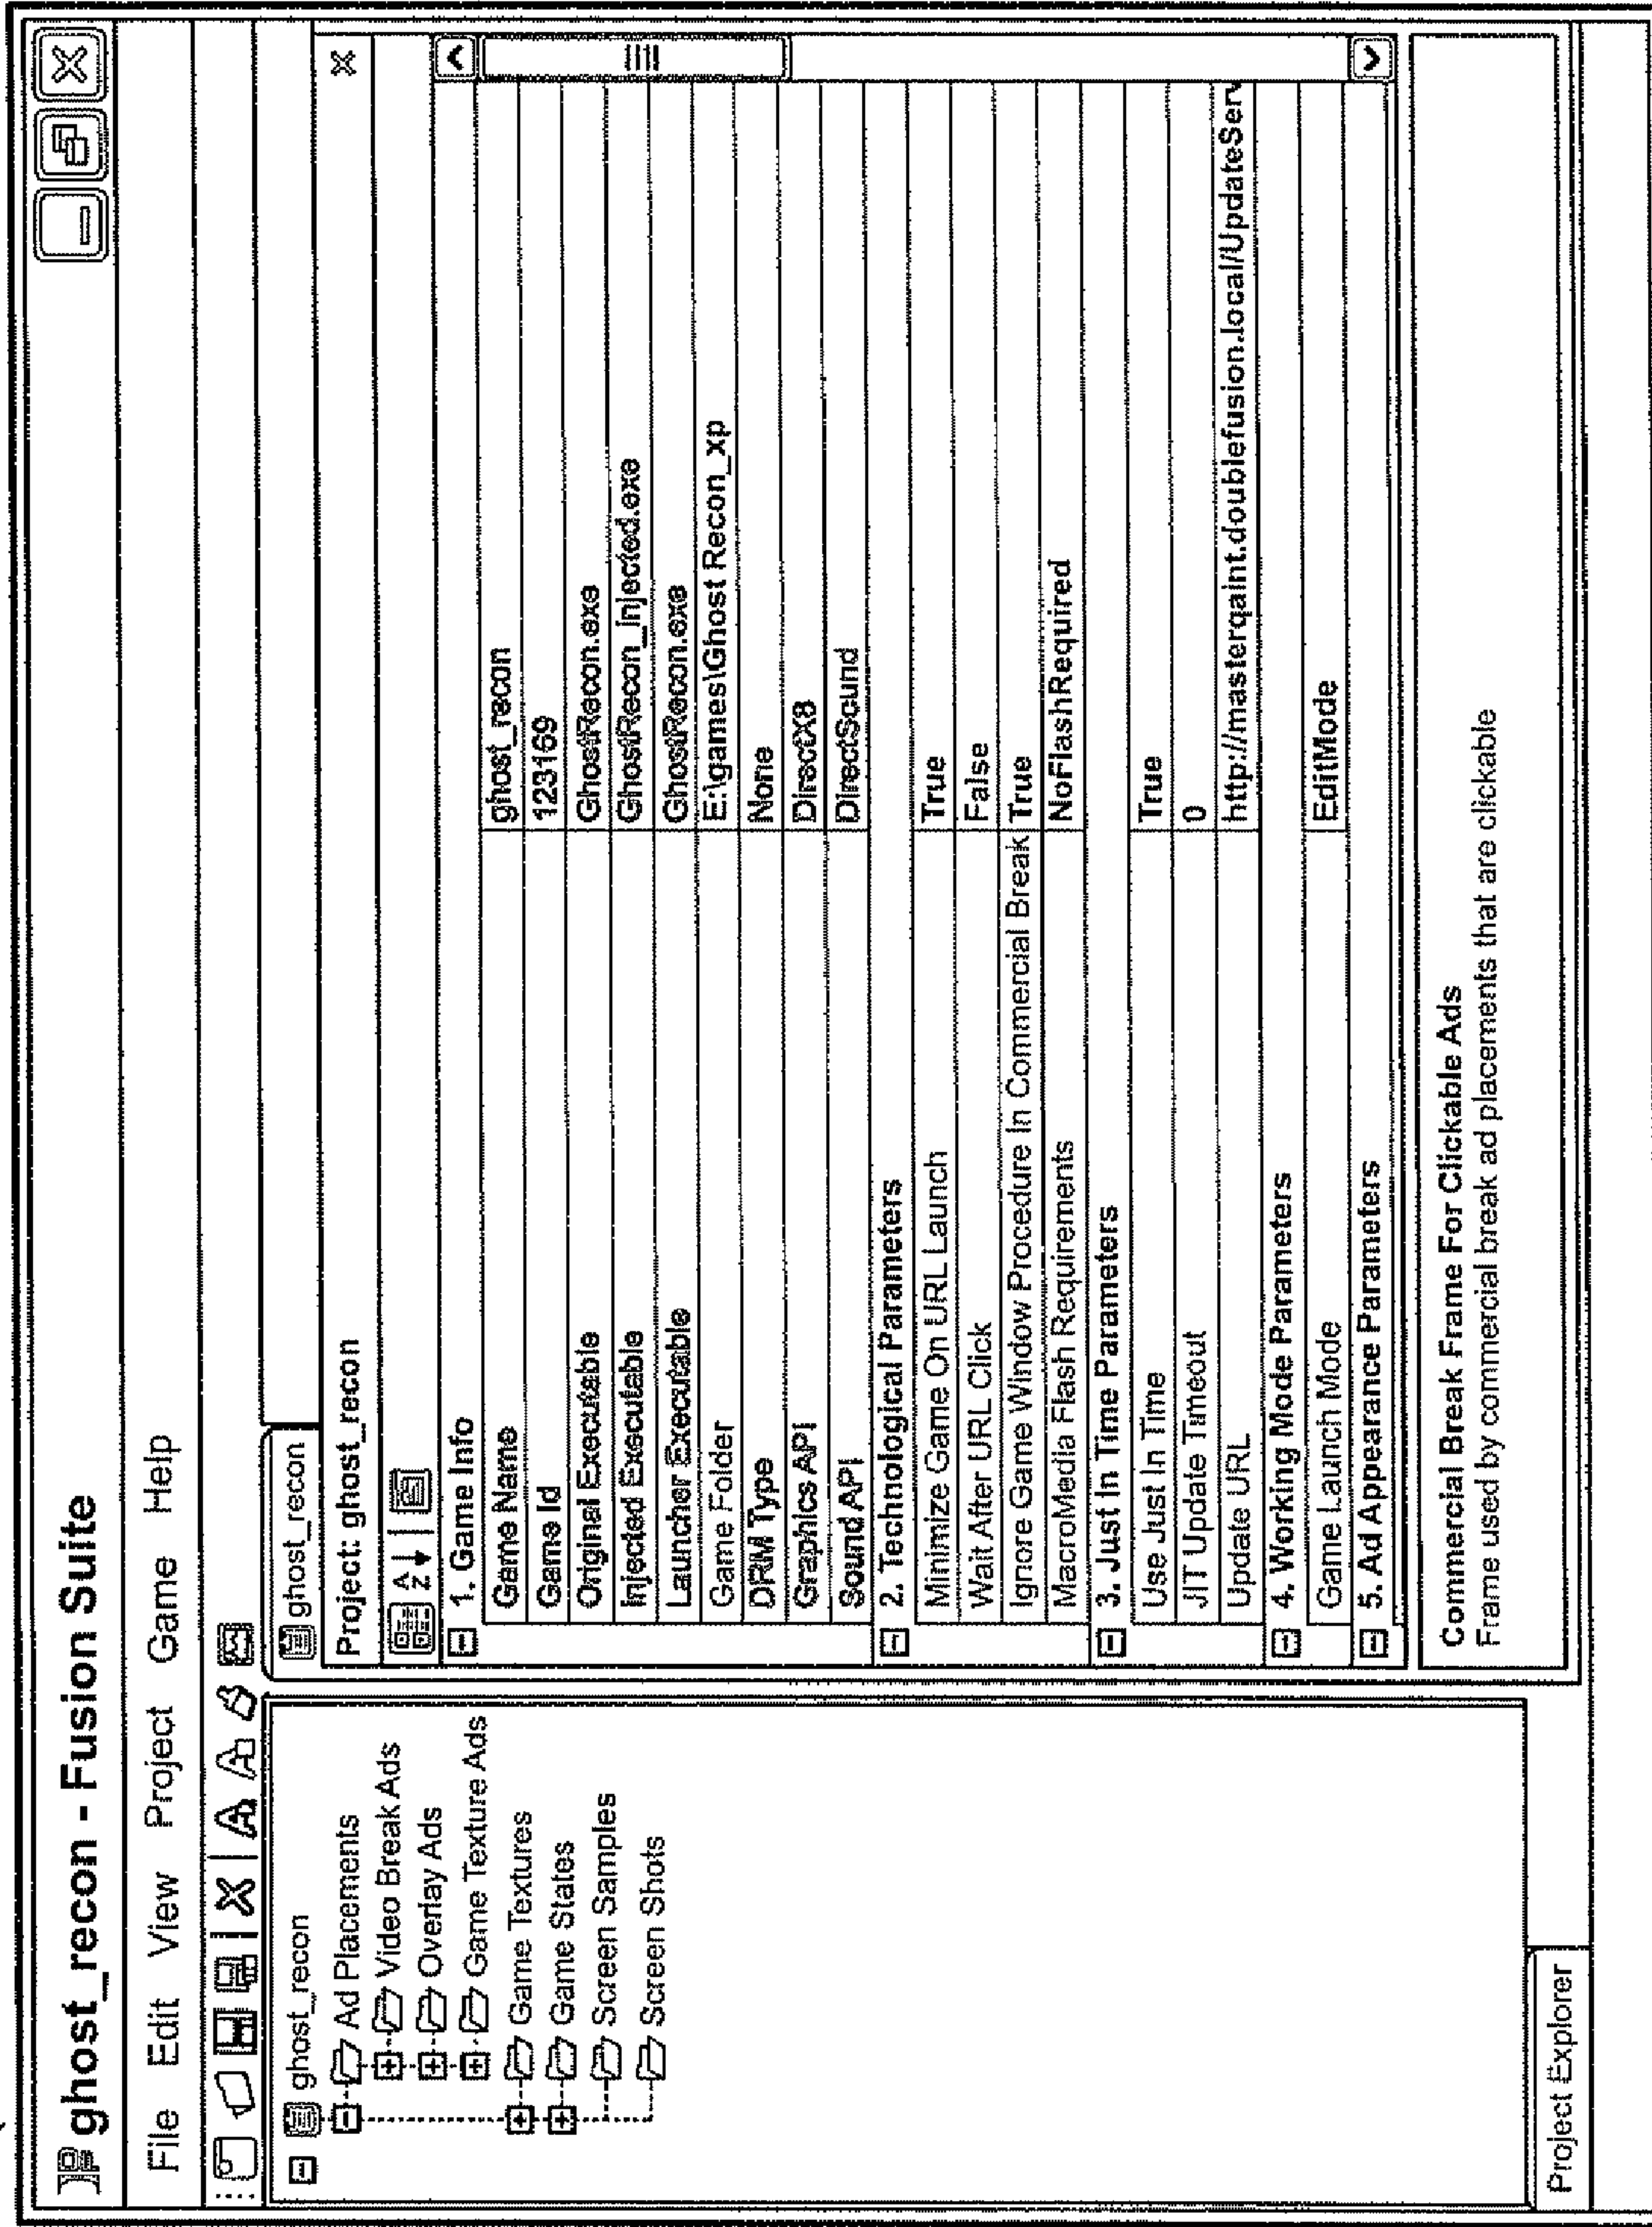 ghost_recon - Fusion Suite
File Edit View Project Game Help
ghost_recon
Ad Placements
Video Break Ads
Overlay Ads
Game Texture Ads
Game Textures
Game States
Screen Samples
Screen Shots
Project Explorer
ghost_recon
Project: ghost_recon
1. Game Info
Game Name ghost_recon
Game Id 123169
Original Executable GhostRecon.exe
Injected Executable GhostRecon_injected.exe
Launcher Executable GhostRecon.exe
Game Folder E:\games\Ghost Recon_xp
DRM Type None
Graphics API DirectX8
Sound API DirectSound
2. Technological Parameters
Minimize Game On URL Launch True
Wait After URL Click False
Ignore Game Window Procedure In Commercial Break True
MacroMedia Flash Requirements NoFlashRequired
3. Just In Time Parameters
Use Just In Time True
JIT Update Timeout 0
Update URL http://masterqaint.doublefusion.local/UpdateServ
4. Working Mode Parameters
Game Launch Mode EditMode
5. Ad Appearance Parameters
Commercial Break Frame For Clickable Ads
Frame used by commercial break ad placements that are clickable